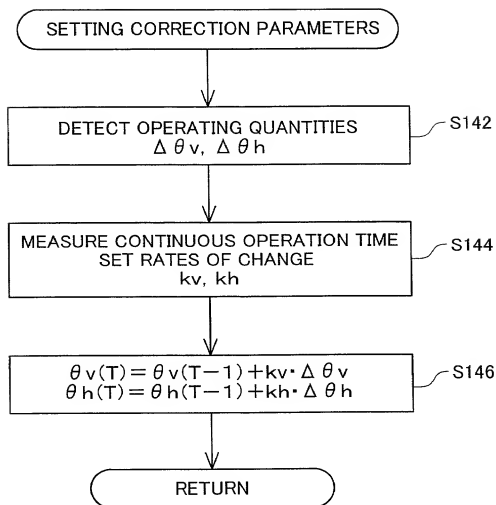 SETTING CORRECTION PARAMETERS
DETECT OPERATING QUANTITIES
Δθv, Δθh
S142
MEASURE CONTINUOUS OPERATION TIME
SET RATES OF CHANGE
kv, kh
S144
θv(T)=θv(T−1)+kv・Δθv
θh(T)=θh(T−1)+kh・Δθh
S146
RETURN